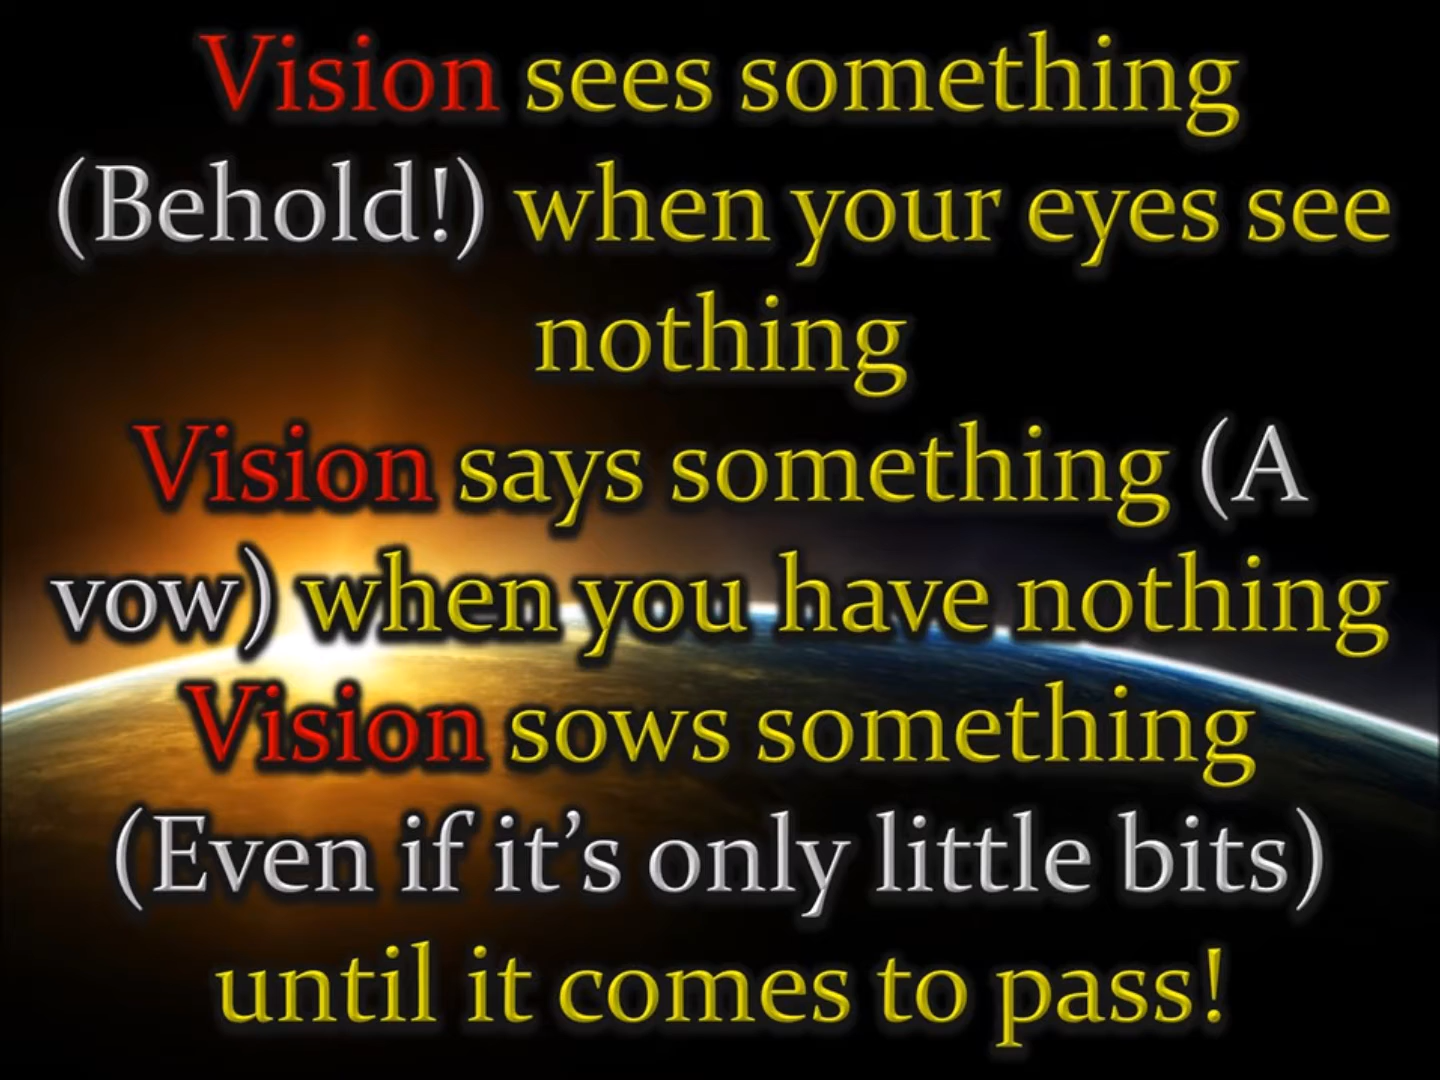 Vision sees something
(Behold!) when your eyes see
nothing
Vision says something (A
vow) when you have nothing
Vision sows something
(Even if it’s only little bits)
until it comes to pass!